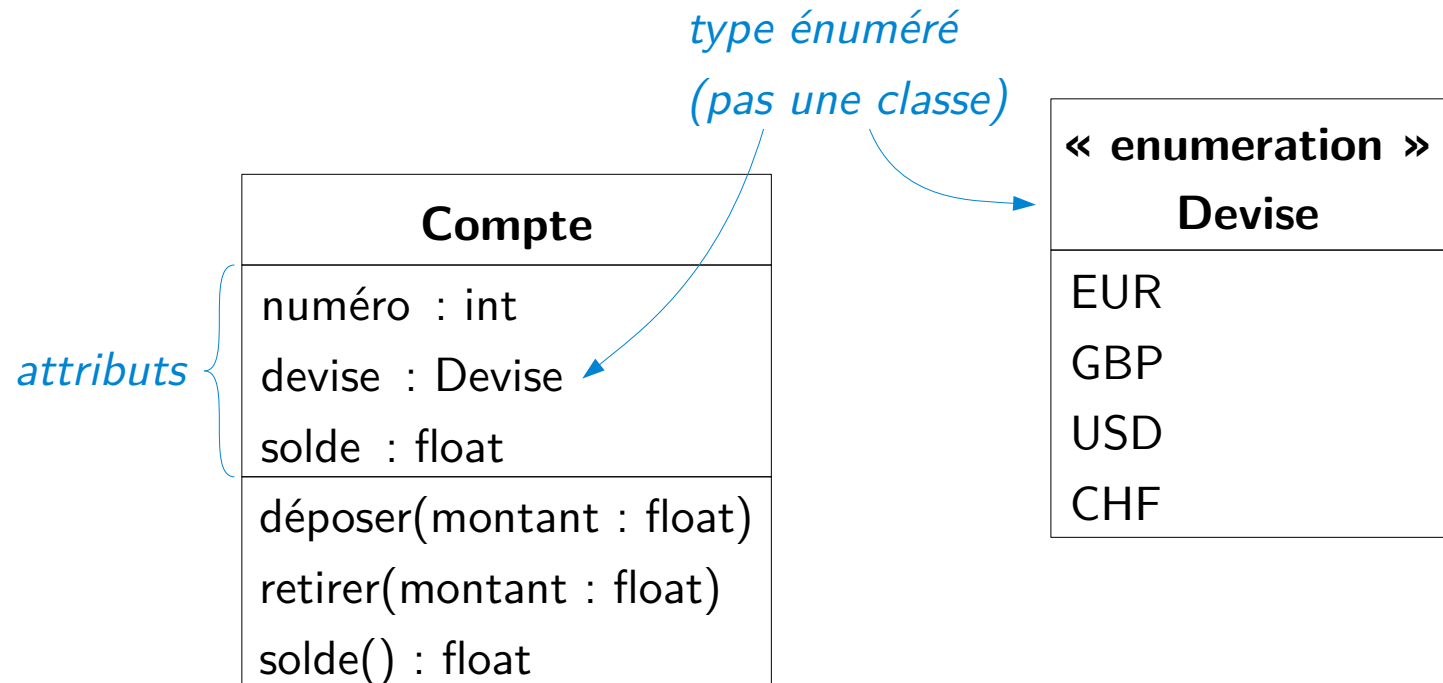 type énuméré
(pas une classe)
« enumeration »
Devise
EUR
GBP
USD
CHF
Compte
attributs
numéro : int
devise : Devise
solde : float
déposer(montant : float)
retirer(montant : float)
solde() : float